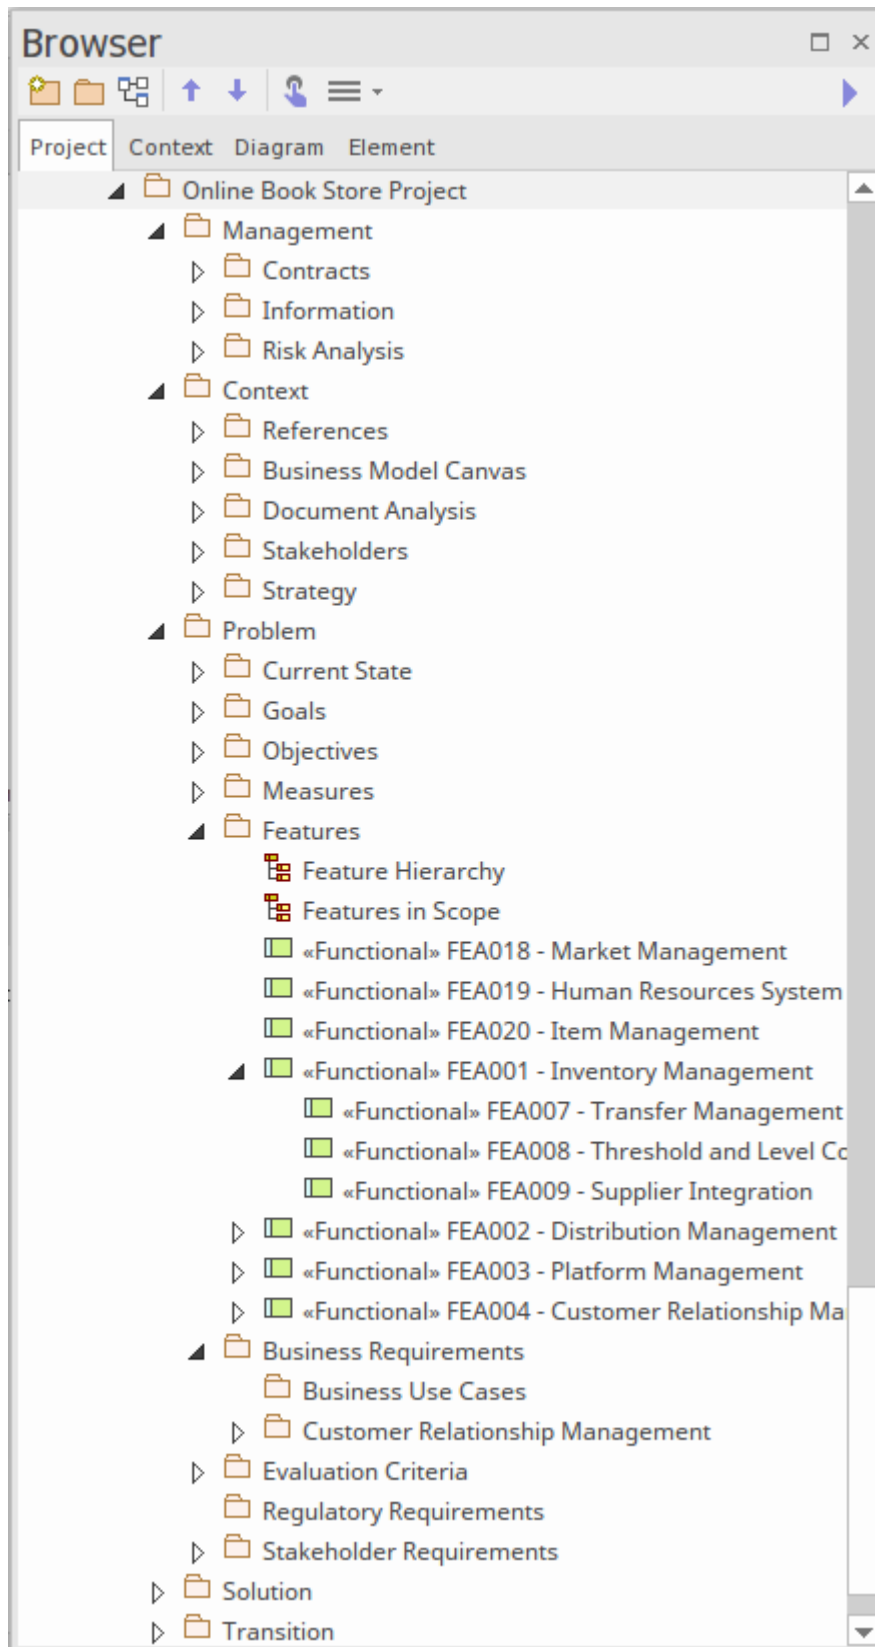 Browser
Project Context Diagram Element
Online Book Store Project
Management
Contracts
Information
Risk Analysis
Context
References
Business Model Canvas
Document Analysis
Stakeholders
Strategy
Problem
Current State
Goals
Objectives
Measures
Features
Feature Hierarchy
Features in Scope
«Functional» FEA018 - Market Management
«Functional» FEA019 - Human Resources System
«Functional» FEA020 - Item Management
«Functional» FEA001 - Inventory Management
«Functional» FEA007 - Transfer Management
«Functional» FEA008 - Threshold and Level Co
«Functional» FEA009 - Supplier Integration
«Functional» FEA002 - Distribution Management
«Functional» FEA003 - Platform Management
«Functional» FEA004 - Customer Relationship Ma
Business Requirements
Business Use Cases
Customer Relationship Management
Evaluation Criteria
Regulatory Requirements
Stakeholder Requirements
Solution
Transition